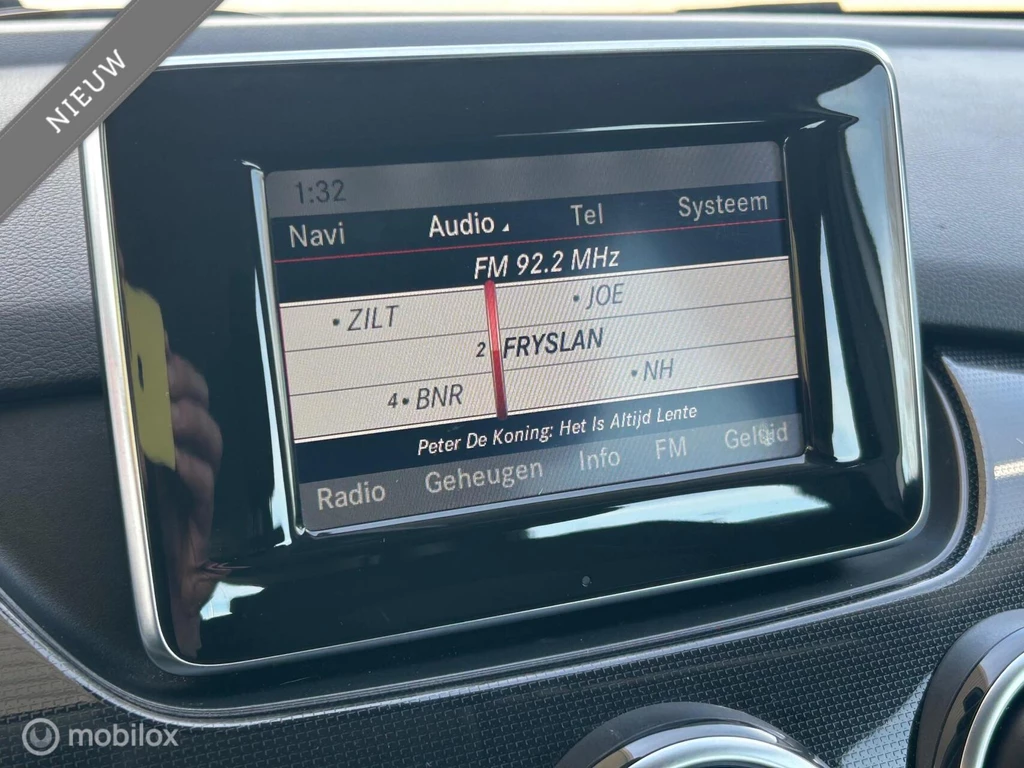 NIEUW
1:32
Navi Audio Tel Systeem
FM 92.2 MHz
• ZILT • JOE
2 FRYSLAN
4• BNR • NH
Peter De Koning: Het Is Altijd Lente
Radio Geheugen Info FM Geluid
mobilox